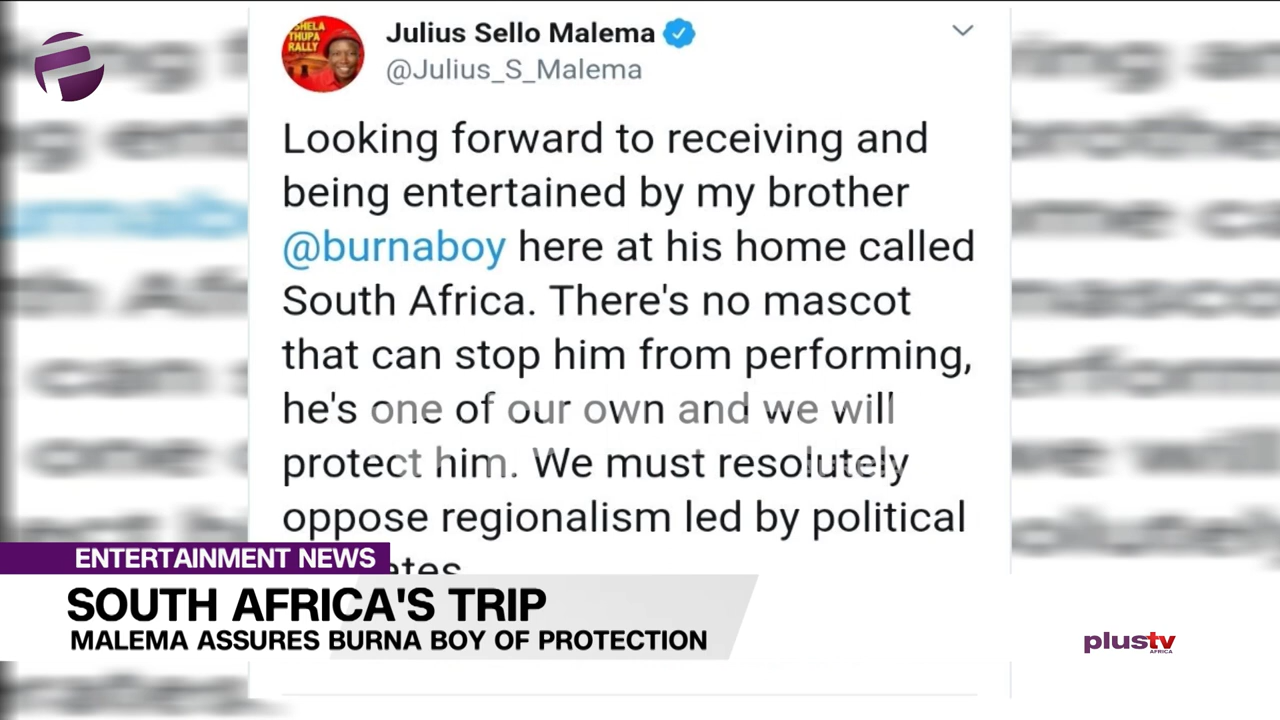 SHELA
THUPA
RALLY
Julius Sello Malema
@Julius_S_Malema
Looking forward to receiving and
being entertained by my brother
@burnaboy here at his home called
South Africa. There's no mascot
that can stop him from performing,
he's one of our own and we will
protect him. We must resolutely
oppose regionalism led by political
ENTERTAINMENT NEWS
SOUTH AFRICA'S TRIP
MALEMA ASSURES BURNA BOY OF PROTECTION
plustv
AFRICA